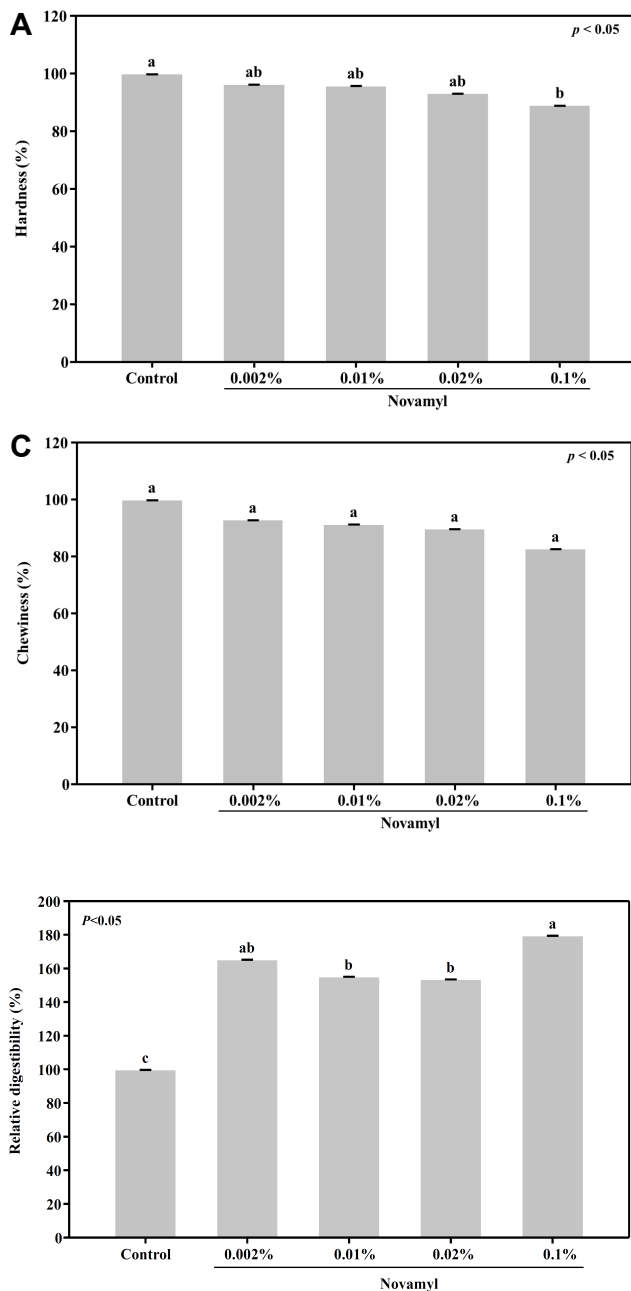 A
p < 0.05
120
100
80
60
40
20
0
Hardness (%)
a
ab
ab
ab
b
Control
0.002%
0.01%
0.02%
0.1%
Novamyl
C
p < 0.05
120
100
80
60
40
20
0
Chewiness (%)
a
a
a
a
a
Control
0.002%
0.01%
0.02%
0.1%
Novamyl
P<0.05
200
180
160
140
120
100
80
60
40
20
0
Relative digestibility (%)
c
ab
b
b
a
Control
0.002%
0.01%
0.02%
0.1%
Novamyl